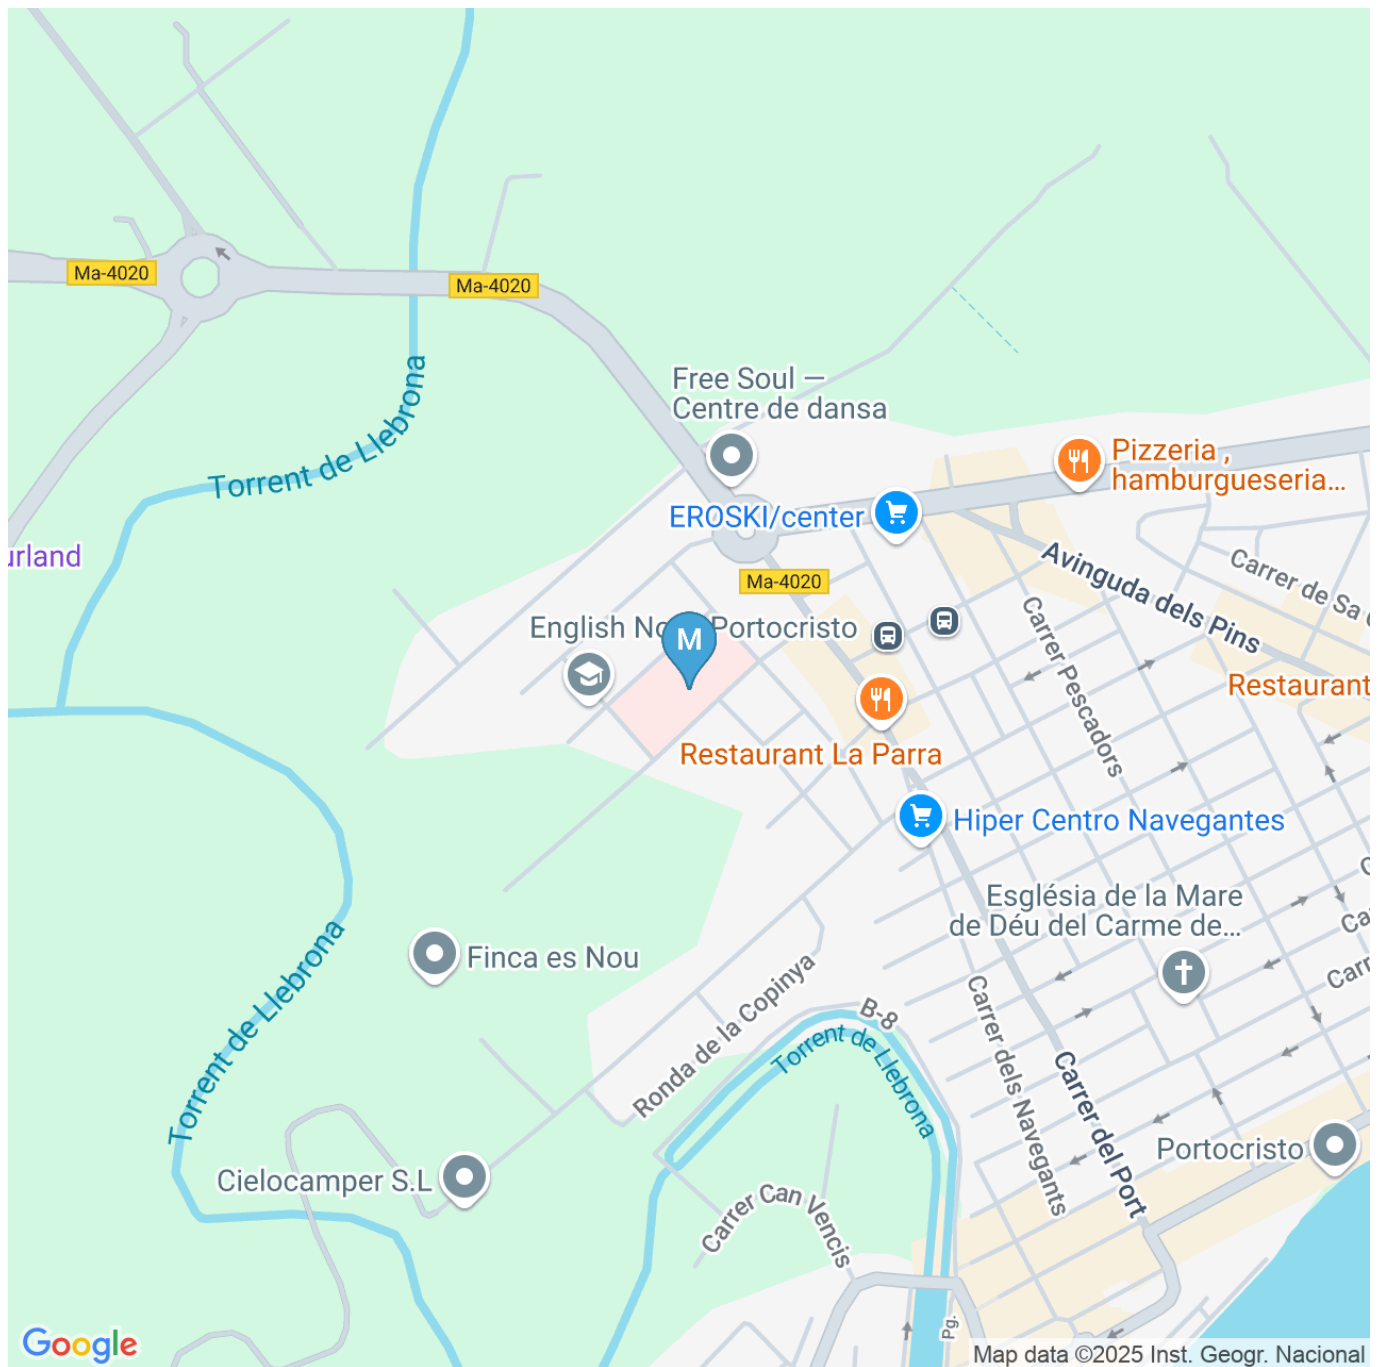 Ma-4020
Ma-4020
Torrent de Llebrona
Free Soul —
Centre de dansa
Pizzeria ,
hamburgueseria...
EROSKI/center
urland
Ma-4020
Avinguda dels Pins
Carrer de Sa
Carrer Pescadors
English Portocristo
M
Restaurant
Restaurant La Parra
Hiper Centro Navegantes
Església de la Mare
de Déu del Carme de...
Finca es Nou
Torrent de Llebrona
Ronda de la Copinya
B-8
Torrent de Llebrona
Carrer dels Navegants
Carrer del Port
Portocristo
Cielocamper S.L
Carrer Can Vencis
Pg.
Google
Map data ©2025 Inst. Geogr. Nacional